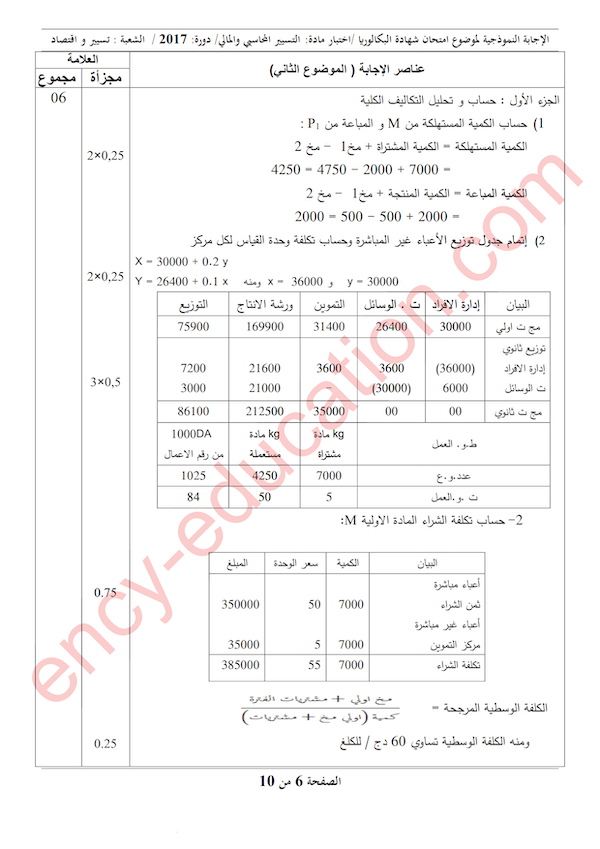 الإجابة النموذجية لموضوع امتحان شهادة البكالوريا /اختبار مادة: التسيير المحاسبي والمالي/ دورة: 2017 / الشعبة : تسيير و اقتصاد
العلامة
عناصر الإجابة ( الموضوع الثاني)
مجزأة مجموع
06
الجزء الأول : حساب و تحليل التكاليف الكلية
1) حساب الكمية المستهلكة من M و المباعة من P1 :
2×0,25
الكمية المستهلكة = الكمية المشتراة + مخ1 – مخ 2
= 7000 + 2000 – 4750 = 4250
الكمية المباعة = الكمية المنتجة + مخ1 – مخ 2
= 2000 + 500 – 500 = 2000
2) إتمام جدول توزيع الأعباء غير المباشرة وحساب تكلفة وحدة القياس لكل مركز
X = 30000 + 0.2 y
2×0,25
Y = 26400 + 0.1 x ومنه x = 36000 و y = 30000
البيان إدارة الافراد ت . الوسائل التموين ورشة الانتاج التوزيع
مج ت اولي 30000 26400 31400 169900 75900
توزيع ثانوي
إدارة الافراد (36000) 3600 3600 21600 7200
3×0,5
ت الوسائل 6000 (30000) – 21000 3000
مج ت ثانوي 00 00 35000 212500 86100
ط.و. العمل kg مادة kg مادة 1000DA
مشتراة مستعملة من رقم الاعمال
عدد.و.ع 7000 4250 1025
ت .و.العمل 5 50 84
2- حساب تكلفة الشراء المادة الاولية M:
البيان الكمية سعر الوحدة المبلغ
أعباء مباشرة
0.75
ثمن الشراء 7000 50 350000
أعباء غير مباشرة
مركز التموين 7000 5 35000
تكلفة الشراء 7000 55 385000
مخ اولي + مشتريات الفترة
الكلفة الوسطية المرجحة =
كمية (اولي مخ + مشتريات)
0.25
ومنه الكلفة الوسطية تساوي 60 دج / للكلغ
الصفحة 6 من 10
ency-education.com